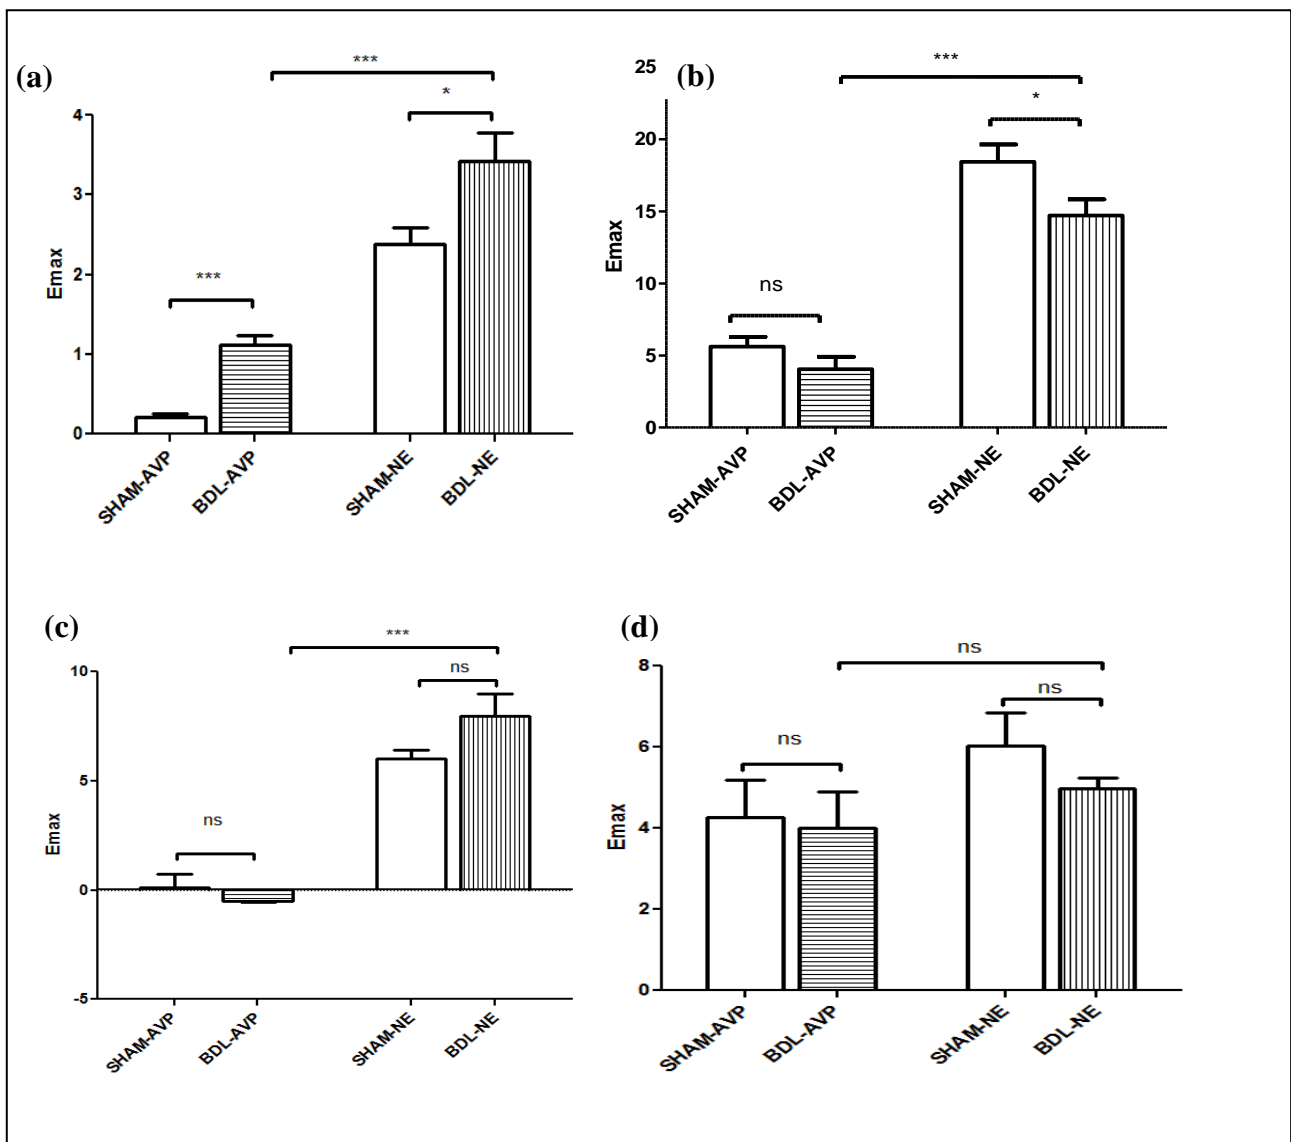 (a)
***
*
4
3
2
1
0
Emax
***
SHAM-AVP
BDL-AVP
SHAM-NE
BDL-NE
(b)
***
*
25
20
15
10
5
0
Emax
ns
SHAM-AVP
BDL-AVP
SHAM-NE
BDL-NE
(c)
***
ns
10
5
0
-5
Emax
ns
SHAM-AVP
BDL-AVP
SHAM-NE
BDL-NE
(d)
ns
ns
8
6
4
2
0
Emax
ns
SHAM-AVP
BDL-AVP
SHAM-NE
BDL-NE